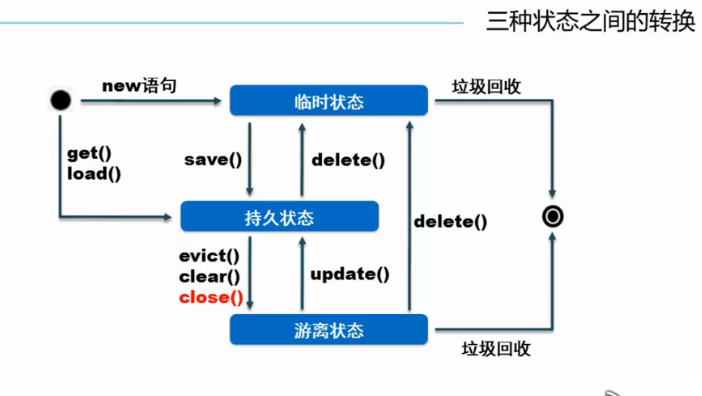 三种状态之间的转换
new语句
临时状态
垃圾回收
get()
load()
save()
delete()
持久状态
delete()
evict()
clear()
close()
update()
游离状态
垃圾回收